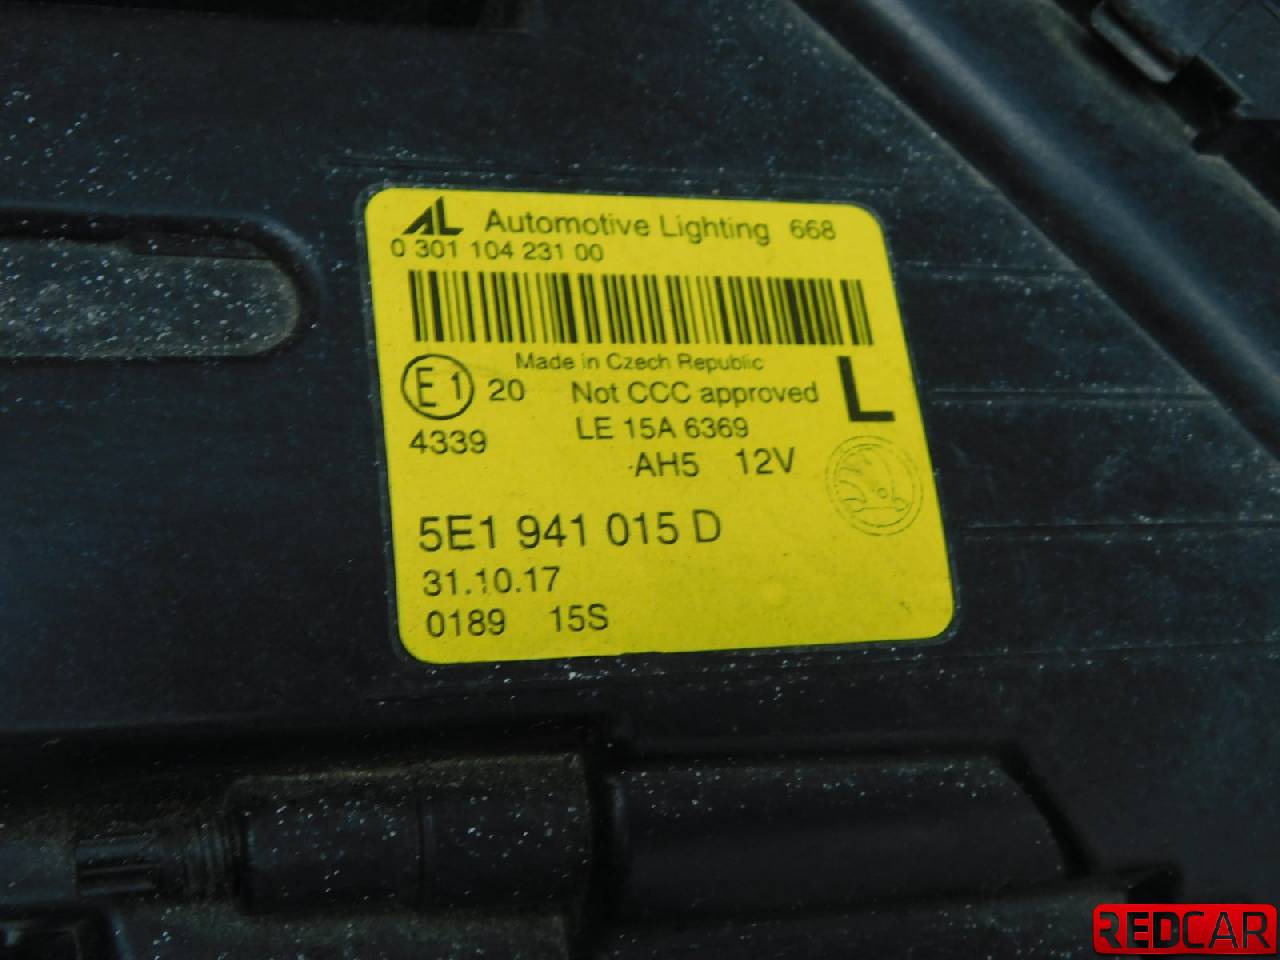 AL Automotive Lighting 668
0 301 104 231 00
Made in Czech Republic
E1 20 Not CCC approved L
4339 LE 15A 6369
AH5 12V
5E1 941 015 D
31.10.17
0189 15S
REDCAR